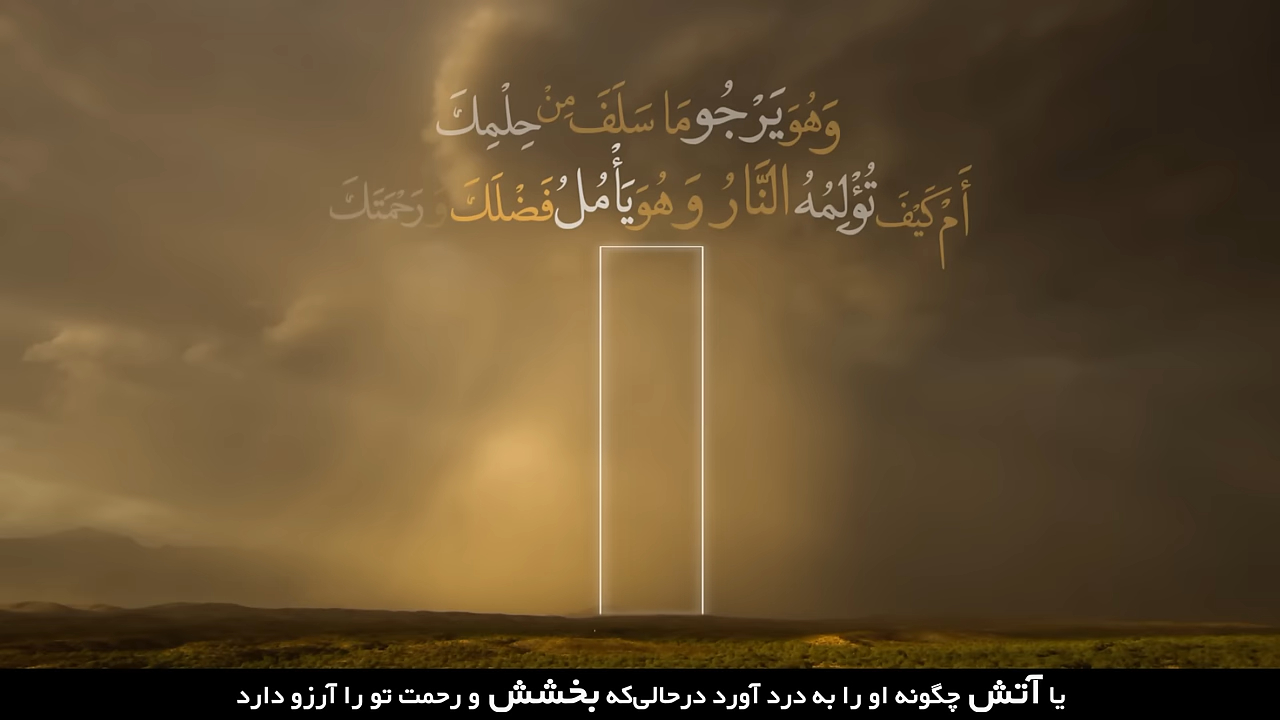 وَهُوَ يَرْجُو مَا سَلَفَ مِنْ حِلْمِكَ
أَمْ كَيْفَ تُؤْلِمُهُ النَّارُ وَ هُوَ يَأْمُلُ فَضْلَكَ وَ رَحْمَتَكَ
یا آتش چگونه او را به درد آورد درحالی‌که بخشش و رحمت تو را آرزو دارد